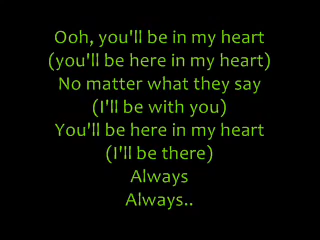 Ooh, you'll be in my heart
(you'll be here in my heart)
No matter what they say
(I'll be with you)
You'll be here in my heart
(I'll be there)
Always
Always..